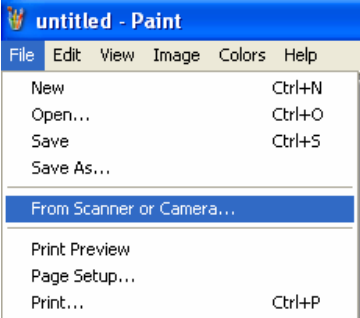 untitled - Paint
File Edit View Image Colors Help
New Ctrl+N
Open... Ctrl+O
Save Ctrl+S
Save As...
From Scanner or Camera...
Print Preview
Page Setup...
Print... Ctrl+P